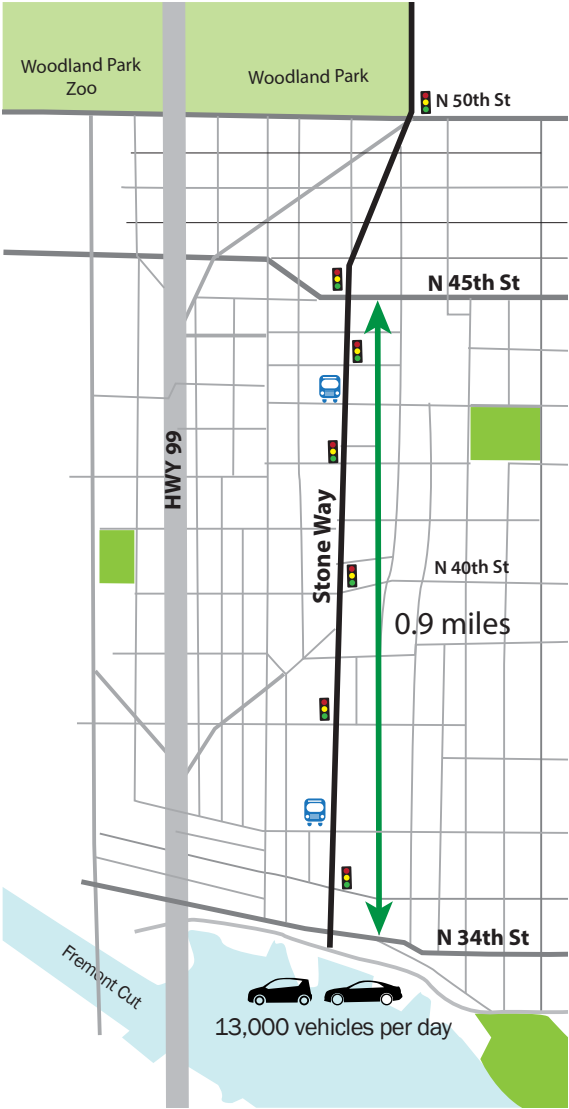 Woodland Park
Zoo
Woodland Park
N 50th St
N 45th St
HWY 99
Stone Way
N 40th St
0.9 miles
N 34th St
Fremont Cut
13,000 vehicles per day